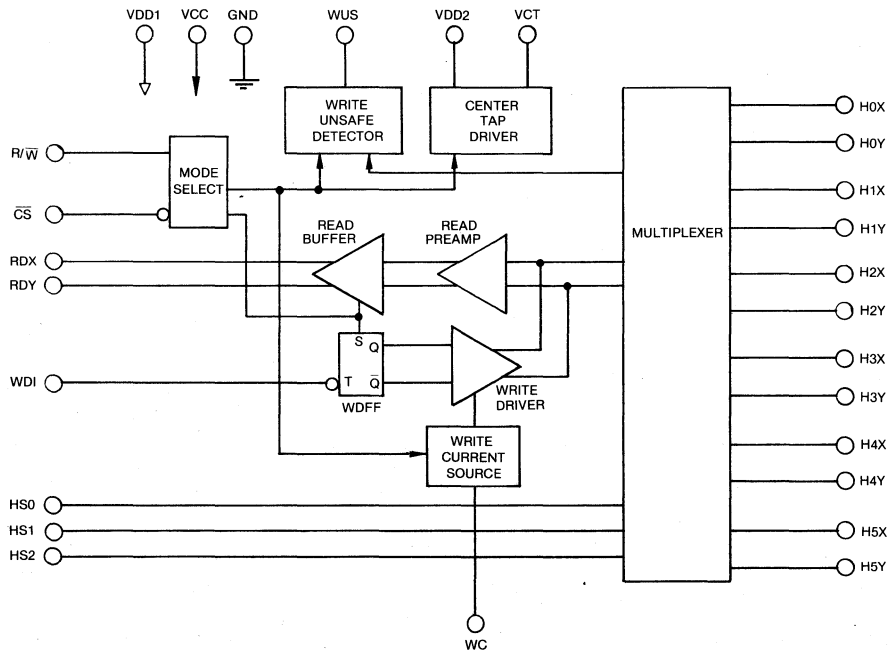 VDD1 VCC GND WUS VDD2 VCT
WRITE
UNSAFE
DETECTOR
CENTER
TAP
DRIVER
H0X
H0Y
R/W̅
MODE
SELECT
H1X
C̅S̅
READ
BUFFER
READ
PREAMP
H1Y
MULTIPLEXER
RDX
H2X
RDY
H2Y
S
Q
H3X
WDI
T
Q̅
WRITE
DRIVER
H3Y
WDFF
WRITE
CURRENT
SOURCE
H4X
H4Y
HS0
HS1
H5X
HS2
H5Y
WC